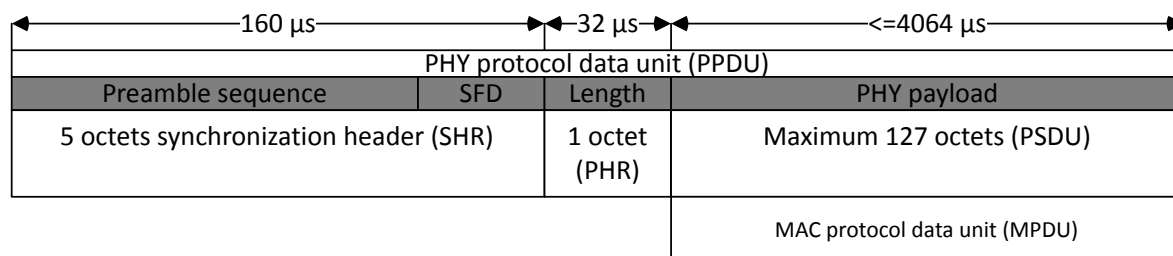 160 µs 32 µs <=4064 µs
PHY protocol data unit (PPDU)
Preamble sequence SFD Length PHY payload
5 octets synchronization header (SHR) 1 octet Maximum 127 octets (PSDU)
(PHR)
MAC protocol data unit (MPDU)